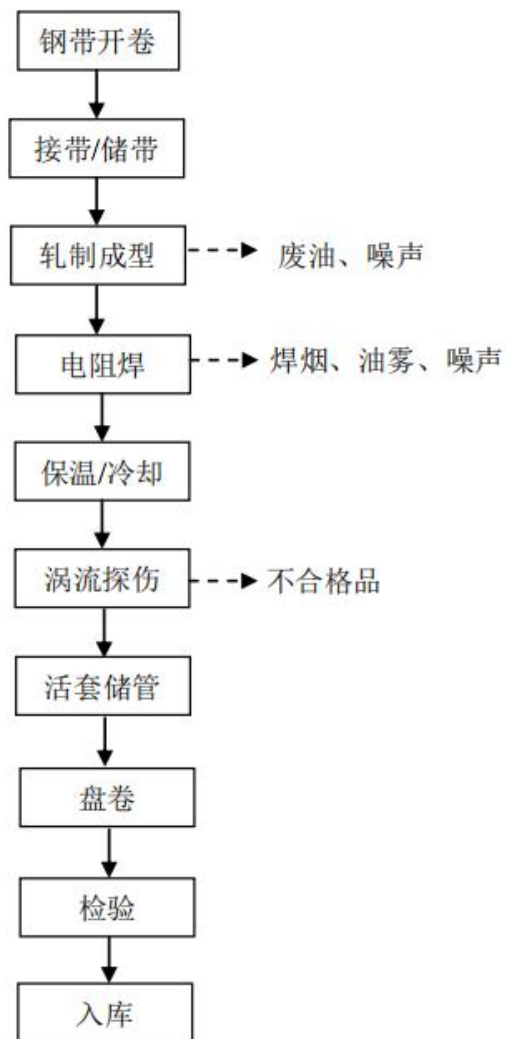 钢带开卷
接带/储带
轧制成型
废油、噪声
电阻焊
焊烟、油雾、噪声
保温/冷却
涡流探伤
不合格品
活套储管
盘卷
检验
入库